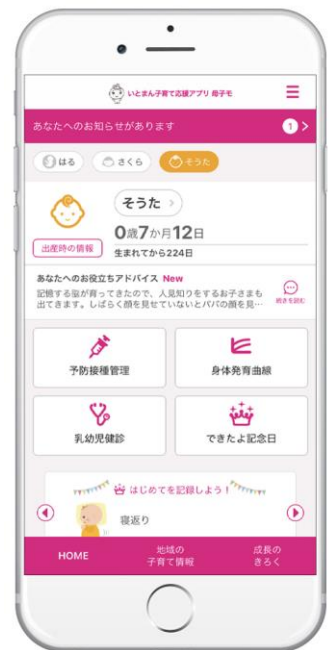 いとまん子育て応援アプリ 母子モ
あなたへのお知らせがあります 1
はる さくら そうた
そうた
0歳7か月12日
出産時の情報
生まれてから224日
あなたへのお役立ちアドバイス New
記憶する脳が育ってきたので、人見知りをするお子さまも
出てきます。しばらく顔を見せていないとパパの顔を見…
続きを読む
予防接種管理
身体発育曲線
乳幼児健診
できたよ記念日
はじめてを記録しよう!
寝返り
HOME
地域の
子育て情報
成長の
きろく